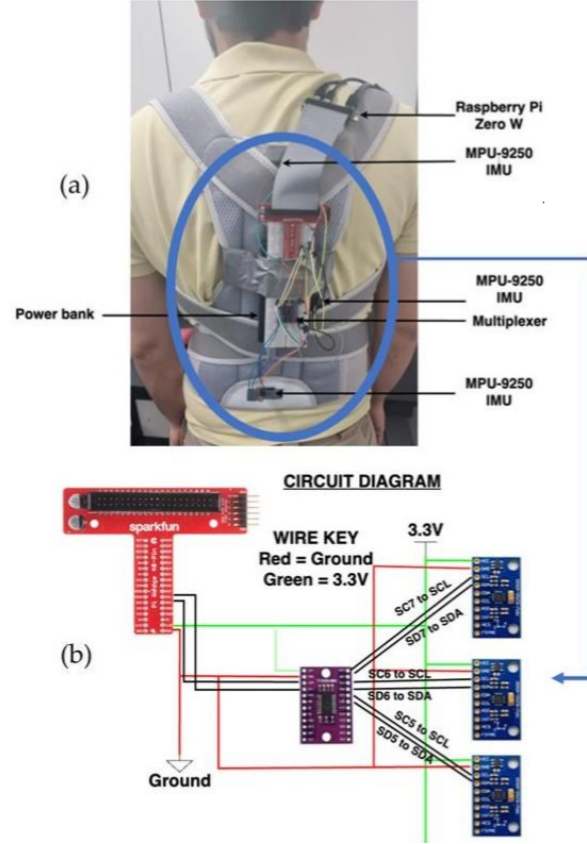 Raspberry Pi
Zero W
MPU-9250
IMU
(a)
MPU-9250
IMU
Power bank
Multiplexer
MPU-9250
IMU
CIRCUIT DIAGRAM
sparkfun
WIRE KEY
Red = Ground
Green = 3.3V
3.3V
SC7 to SCL
SD7 to SDA
(b)
SC6 to SCL
SD6 to SDA
SC5 to SCL
SD5 to SDA
Ground